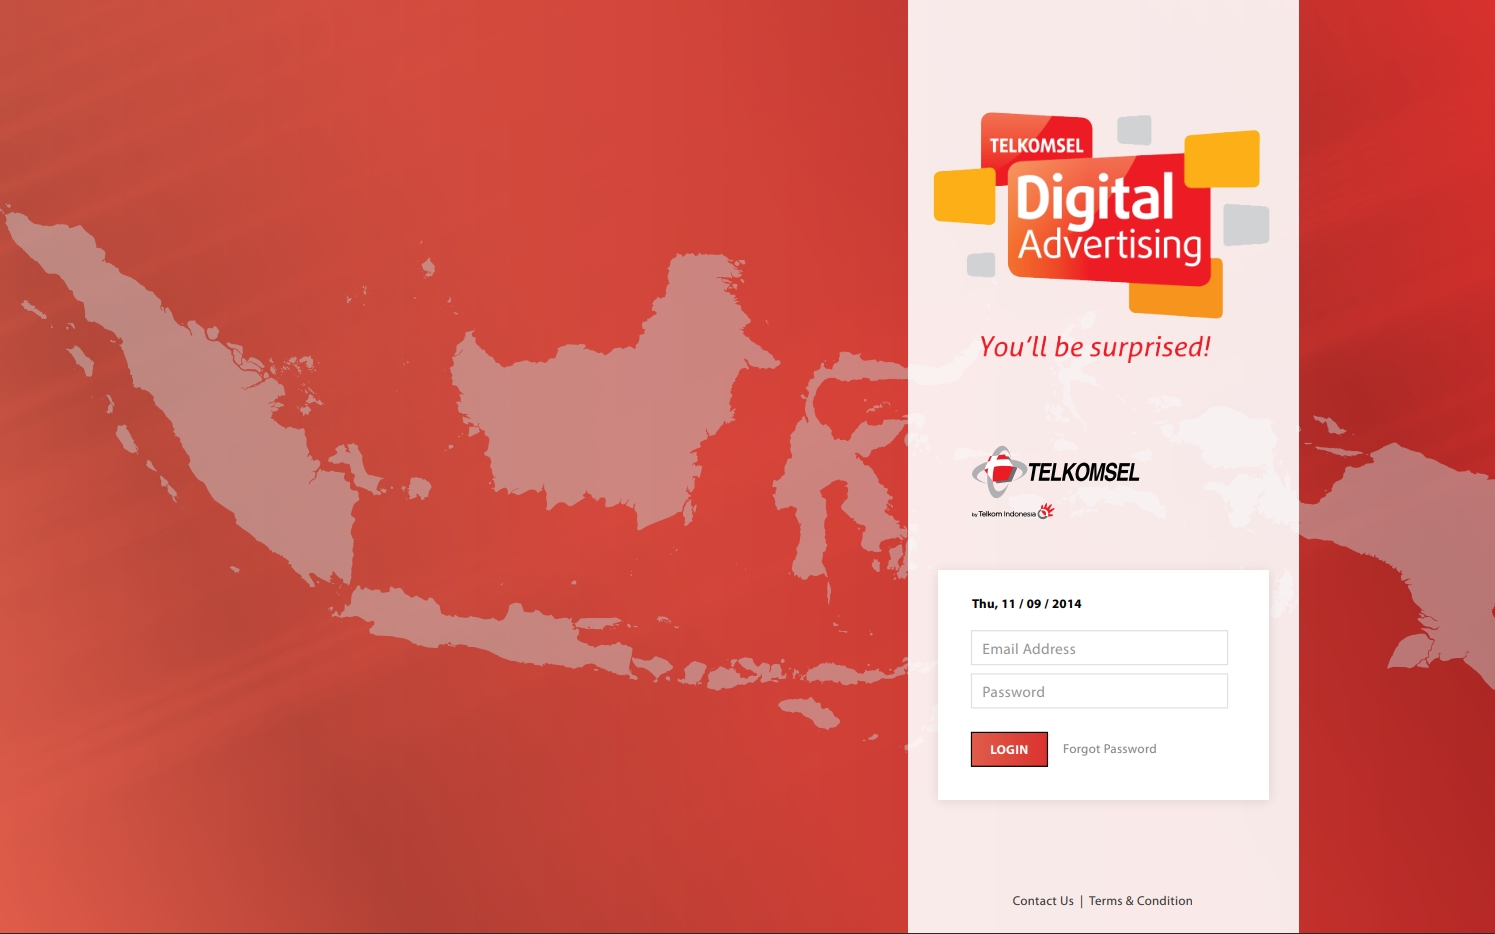 TELKOMSEL
Digital
Advertising
You'll be surprised!
TELKOMSEL
by Telkom Indonesia
Thu, 11 / 09 / 2014
Email Address
Password
LOGIN Forgot Password
Contact Us | Terms & Condition